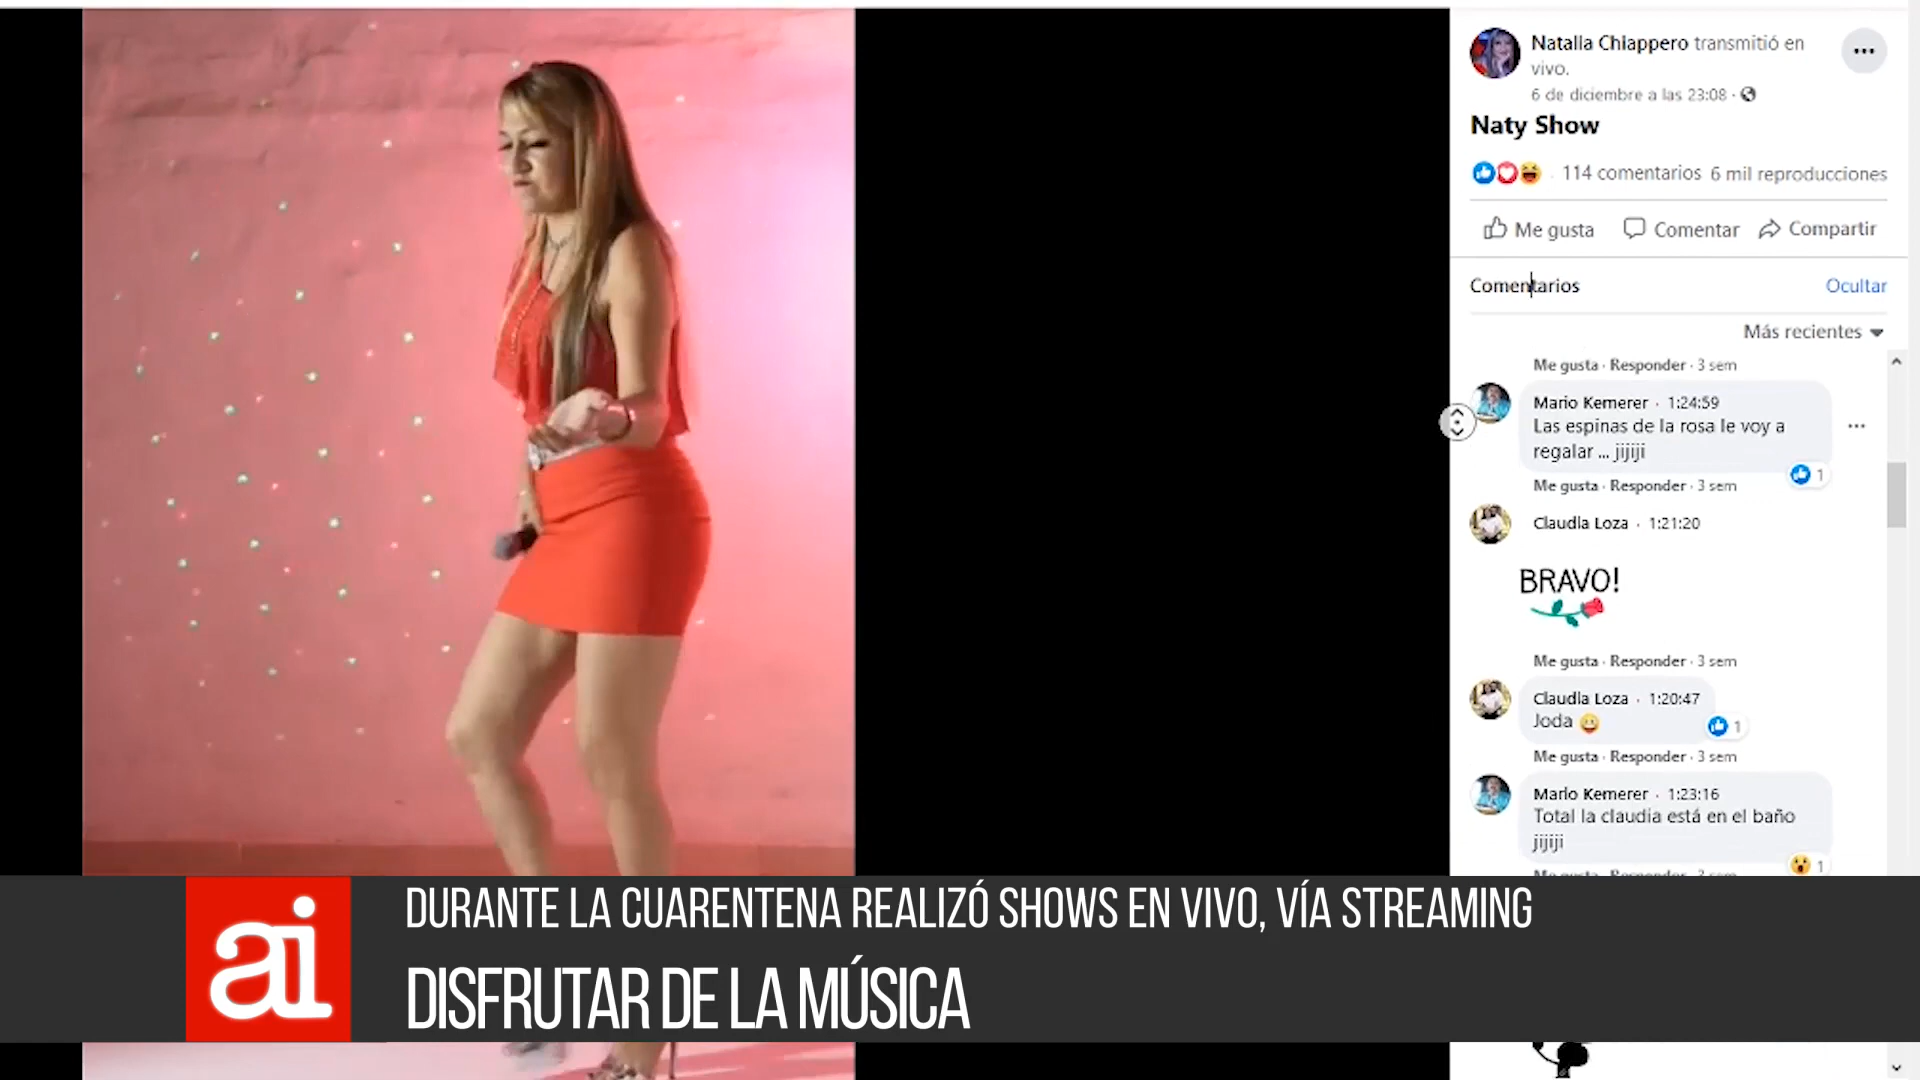 Natalia Chiappero transmitió en
vivo.
6 de diciembre a las 23:08 ·
Naty Show
114 comentarios 6 mil reproducciones
Me gusta Comentar Compartir
Comentarios Ocultar
Más recientes
Me gusta · Responder · 3 sem
Mario Kemerer · 1:24:59
Las espinas de la rosa le voy a
regalar ... jijiji
1
Me gusta · Responder · 3 sem
Claudia Loza · 1:21:20
BRAVO!
Me gusta · Responder · 3 sem
Claudia Loza · 1:20:47
Joda 😀
1
Me gusta · Responder · 3 sem
Mario Kemerer · 1:23:16
Total la claudia está en el baño
jijiji
1
Me gusta · Responder · 3 sem
ai
DURANTE LA CUARENTENA REALIZÓ SHOWS EN VIVO, VÍA STREAMING
DISFRUTAR DE LA MÚSICA